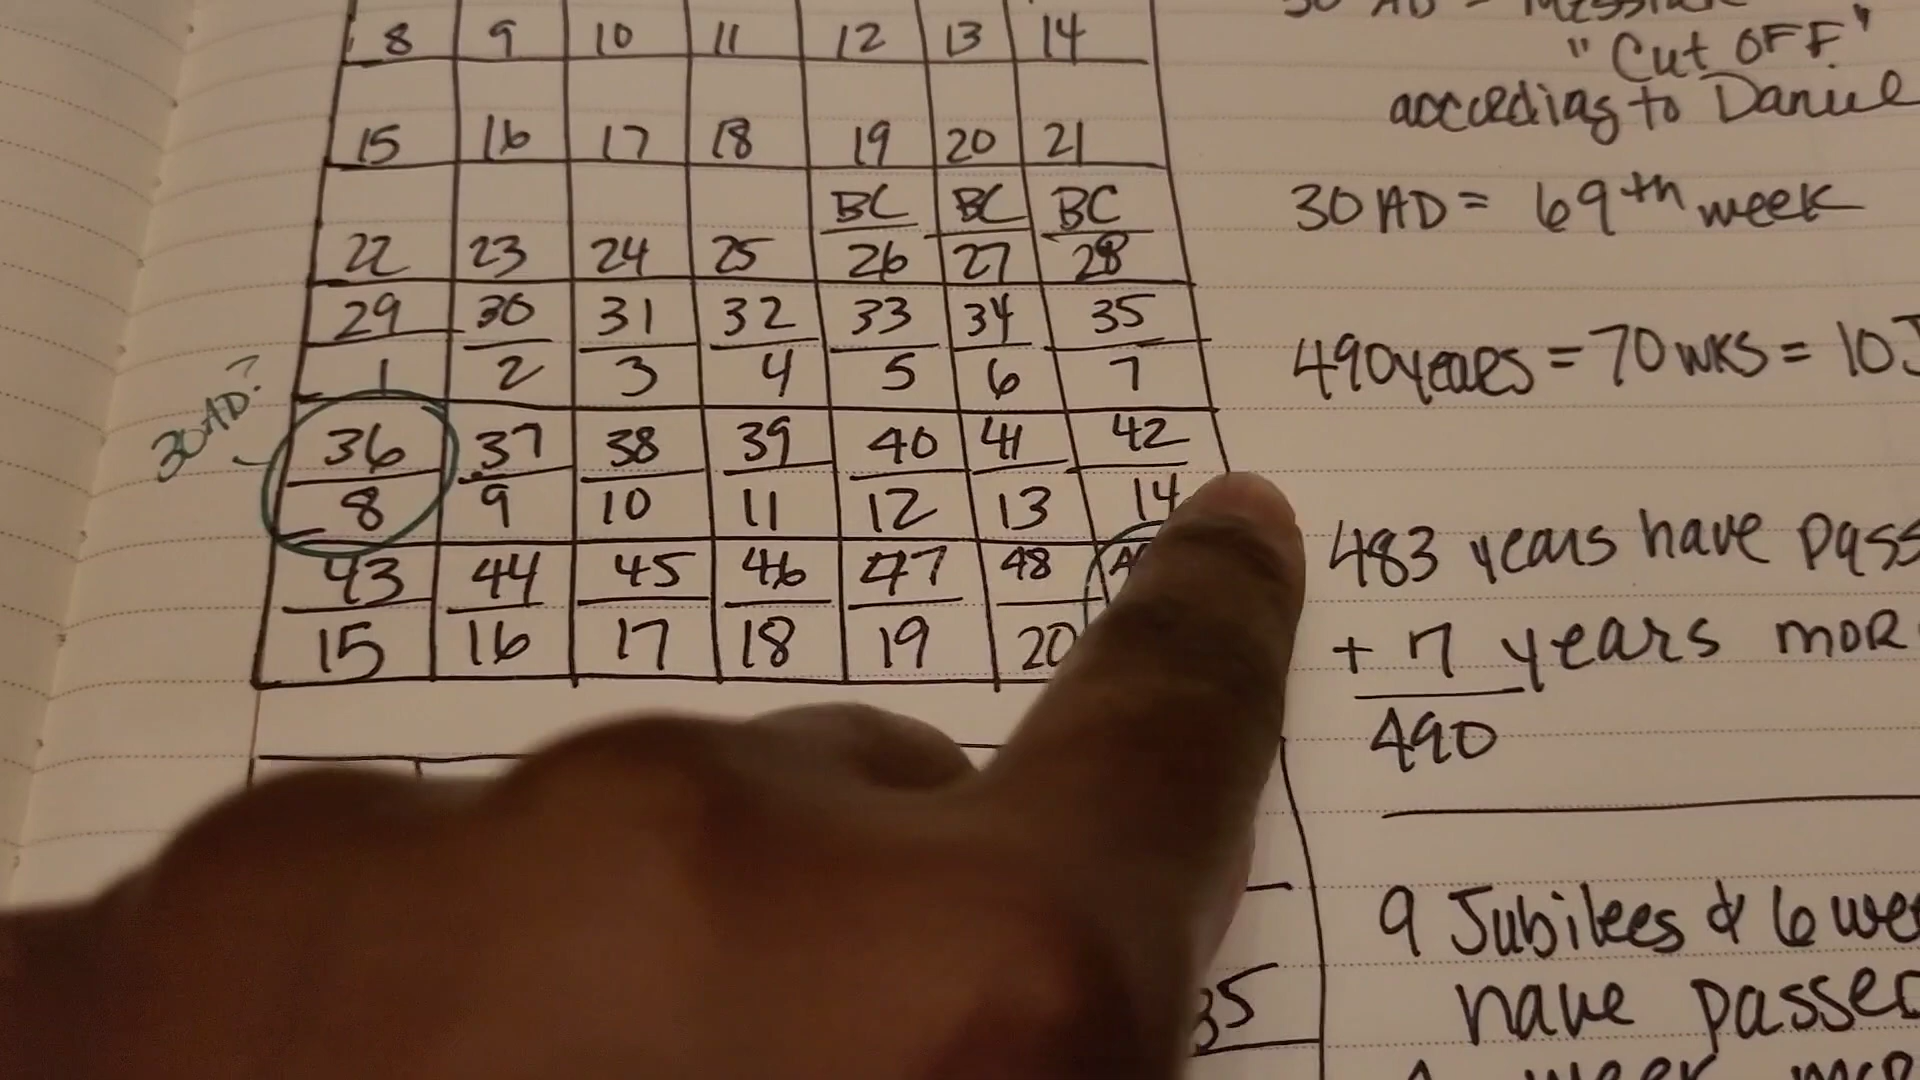 8 9 10 11 12 13 14
15 16 17 18 19 20 21
BC BC BC
22 23 24 25 26 27 28
29 30 31 32 33 34 35
1 2 3 4 5 6 7
36 37 38 39 40 41 42
8 9 10 11 12 13 14
43 44 45 46 47 48
15 16 17 18 19 20
30 AD?
35
30 AD =
"Cut OFF"
accoeding to Danie
30 AD = 69th week
490 years = 70 wks = 10 J
483 years have pass
+ 7 years mor
490
9 Jubilees & 6 we
have passed